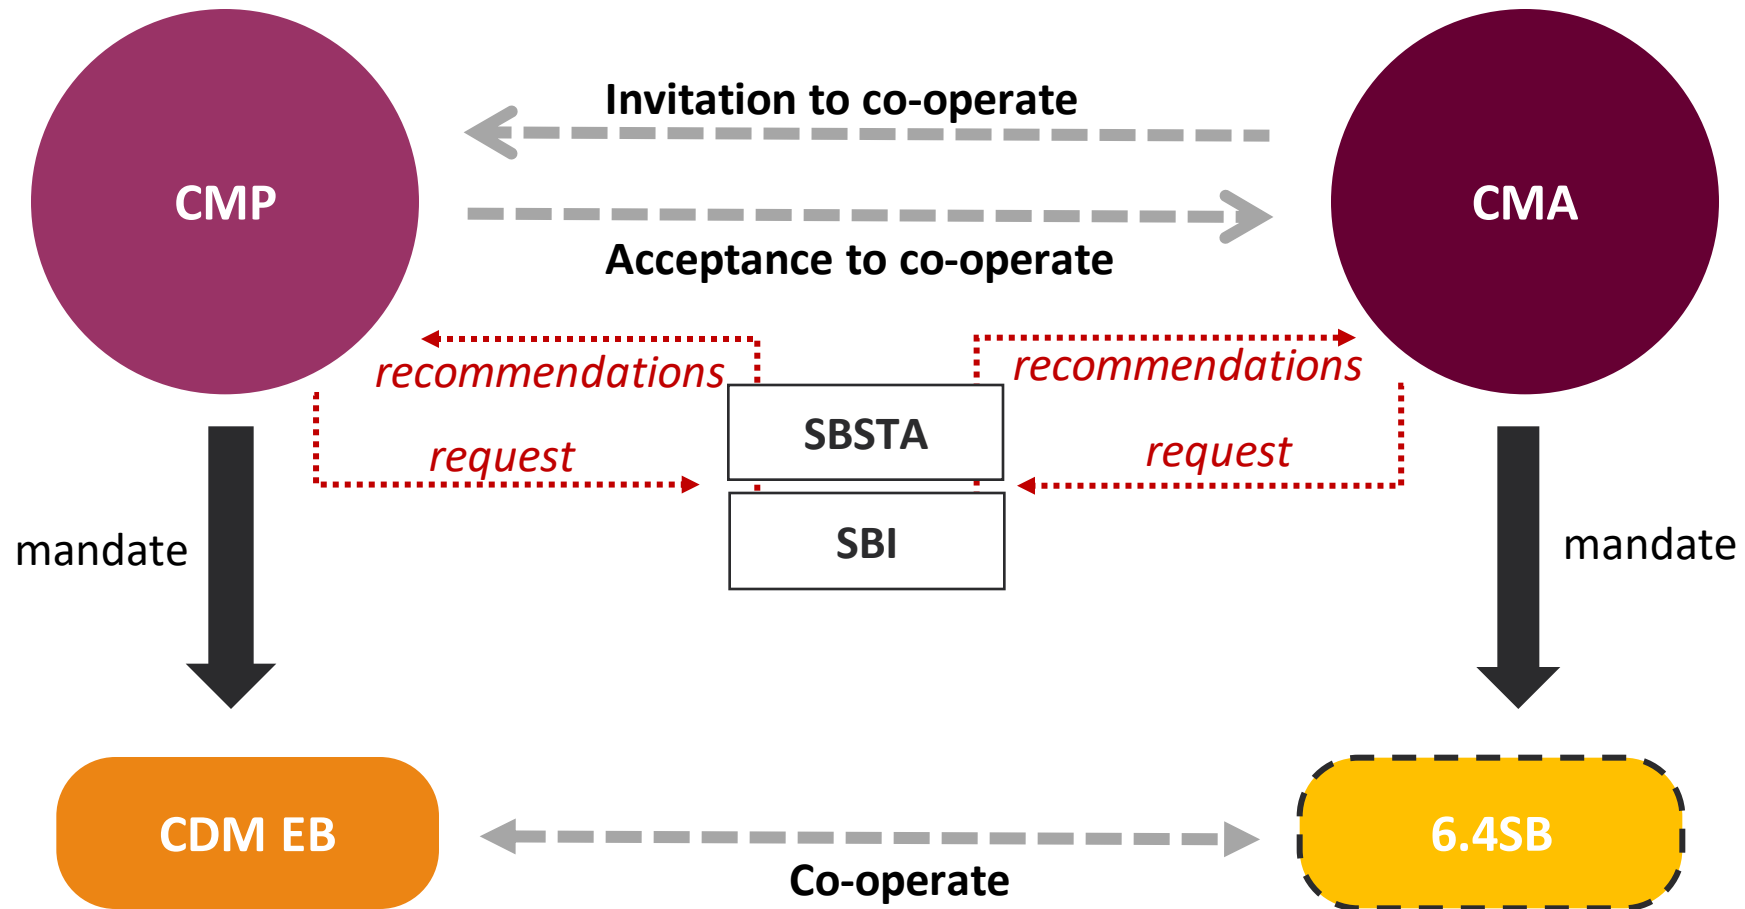 Invitation to co-operate
CMP
CMA
Acceptance to co-operate
recommendations
recommendations
SBSTA
request
request
SBI
mandate
mandate
CDM EB
6.4SB
Co-operate